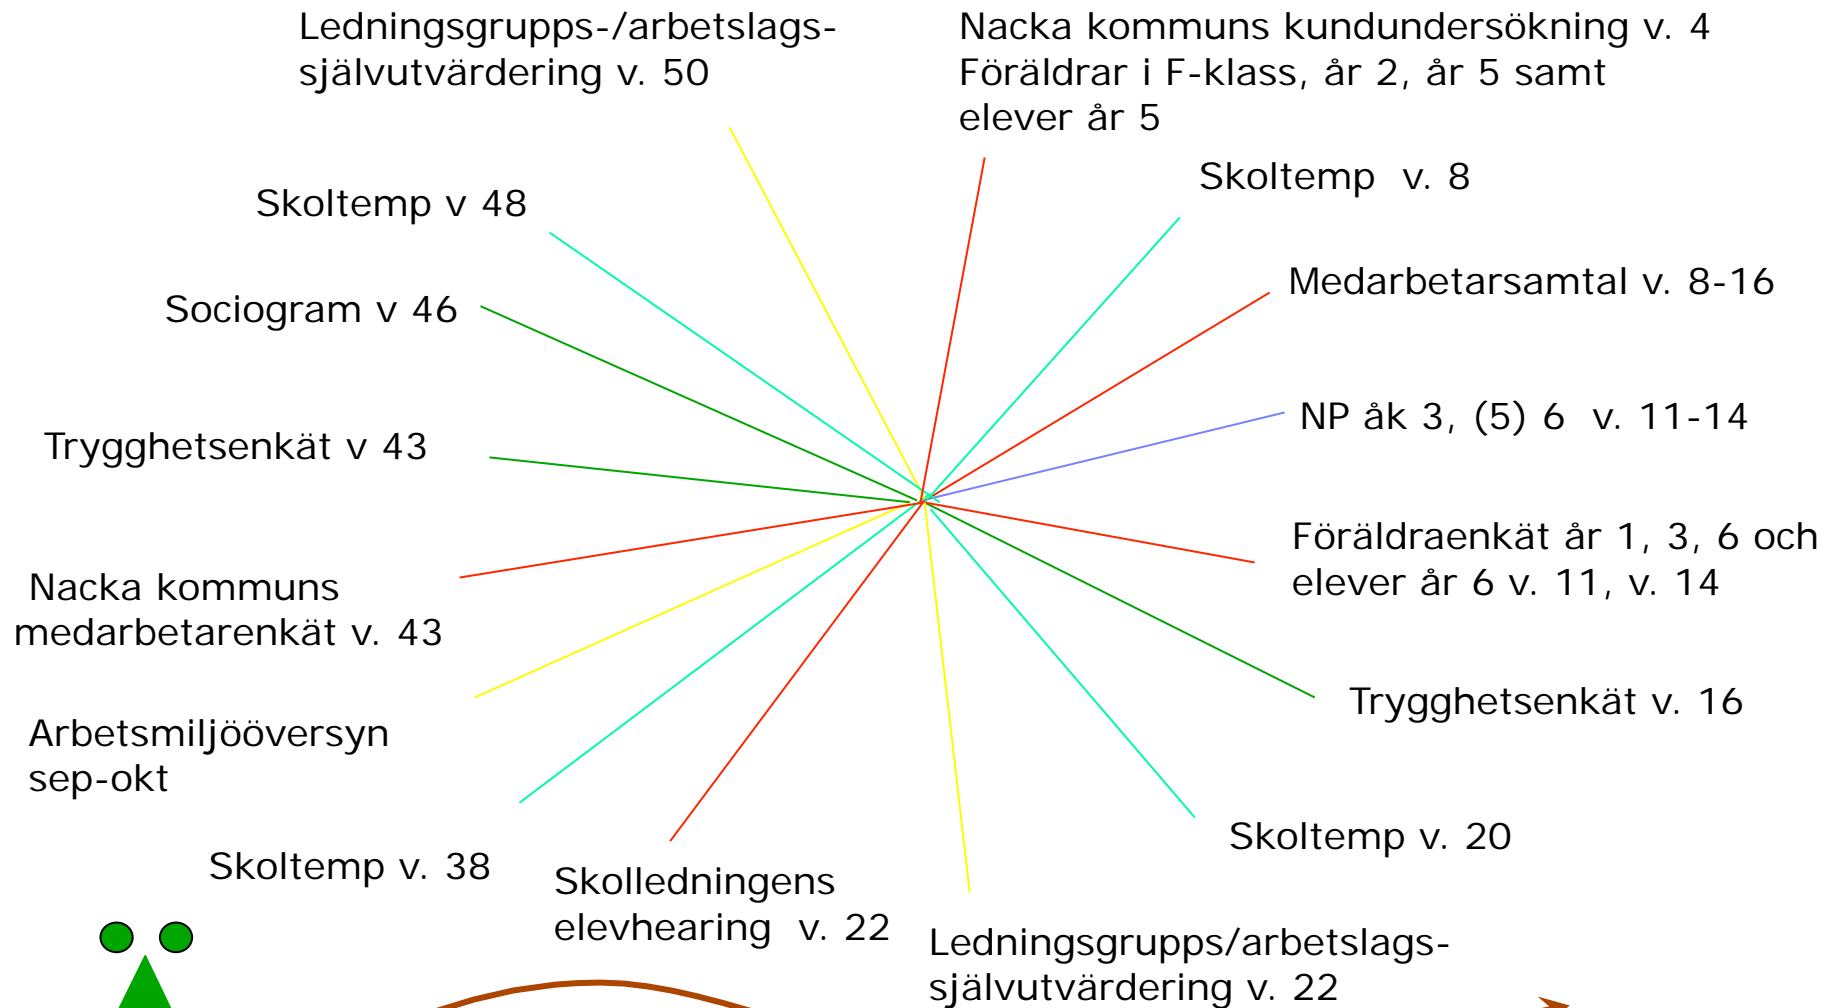 Ledningsgrupps-/arbetslags-
självutvärdering v. 50
Nacka kommuns kundundersökning v. 4
Föräldrar i F-klass, år 2, år 5 samt
elever år 5
Skoltemp  v. 8
Skoltemp v 48
Medarbetarsamtal v. 8-16
Sociogram v 46
NP åk 3, (5) 6  v. 11-14
Trygghetsenkät v 43
Föräldraenkät år 1, 3, 6 och
elever år 6 v. 11, v. 14
Nacka kommuns
medarbetarenkät v. 43
Trygghetsenkät v. 16
Arbetsmiljööversyn
sep-okt
Skoltemp v. 20
Skoltemp v. 38
Skolledningens
elevhearing  v. 22
Ledningsgrupps/arbetslags-
självutvärdering v. 22